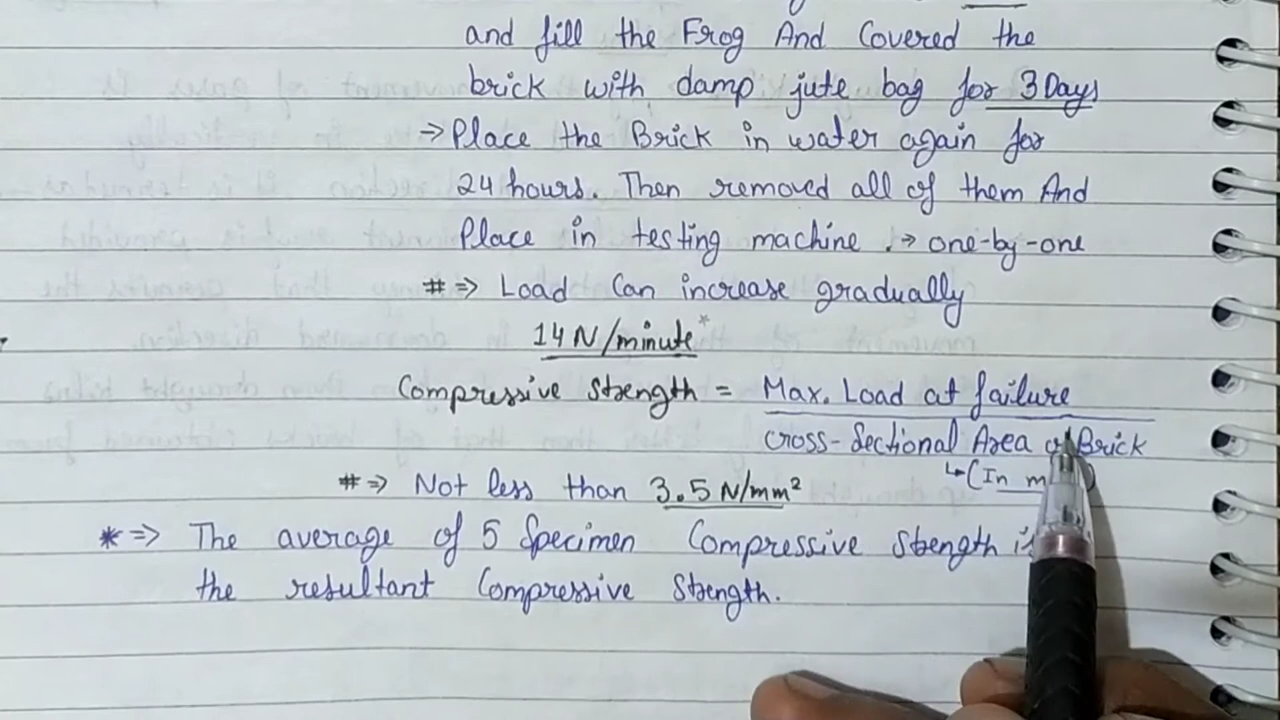 and fill the Frog And Covered the
brick with damp jute bag for 3 Days
⇒ Place the Brick in water again for
24 hours. Then removed all of them And
Place in testing machine . → one-by-one
# ⇒ Load Can increase gradually
14 N/minute*
Compressive Strength = Max. Load at failure
Cross-Sectional Area of Brick
↳ (In
# ⇒ Not less than 3.5 N/mm²
* ⇒ The average of 5 Specimen Compressive Stength is
the resultant Compressive Strength.